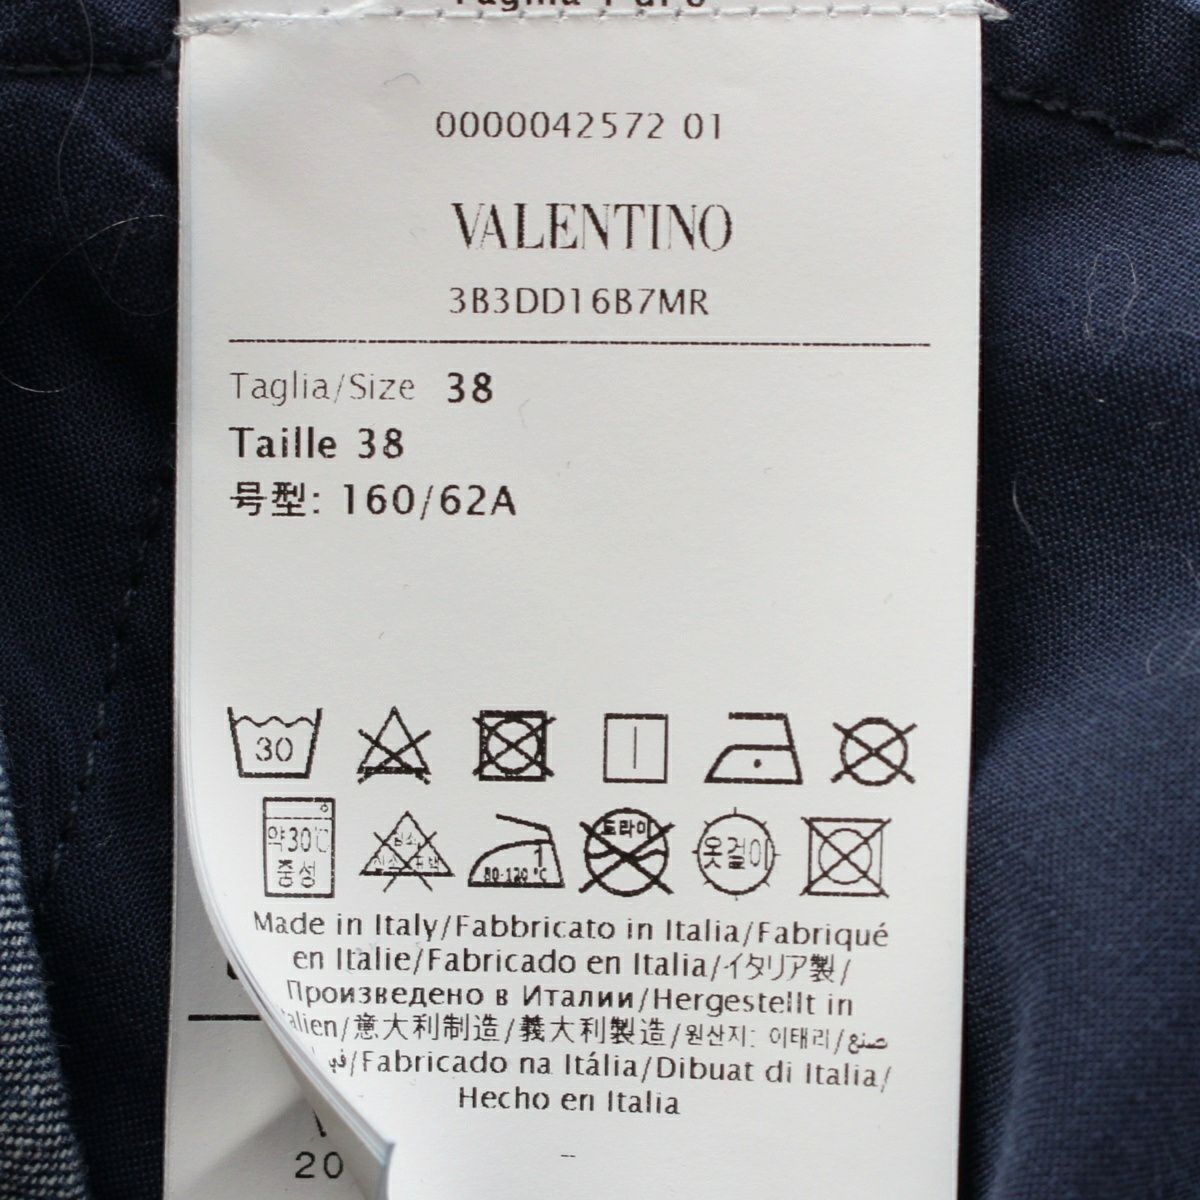 0000042572 01
VALENTINO
3B3DD16B7MR
Taglia/Size 38
Taille 38
号型: 160/62A
30
약30℃
중성
80-120 °C
드라이
옷걸이
Made in Italy/Fabbricato in Italia/Fabriqué
en Italie/Fabricado en Italia/イタリア製/
Произведено в Италии/Hergestellt in
/意大利制造/義大利製造/원산지: 이태리/صنع
في/Fabricado na Itália/Dibuat di Italia/
Hecho en Italia
20